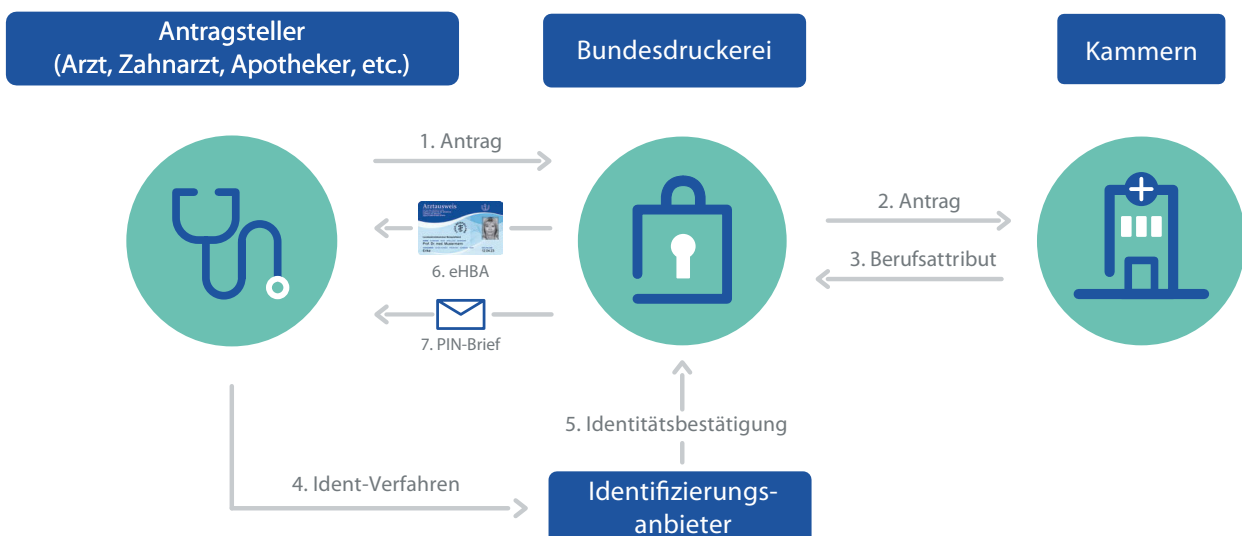 Antragsteller
(Arzt, Zahnarzt, Apotheker, etc.)
Bundesdruckerei
Kammern
1. Antrag
2. Antrag
3. Berufsattribut
Arztausweis
6. eHBA
7. PIN-Brief
5. Identitätsbestätigung
4. Ident-Verfahren
Identifizierungs-
anbieter